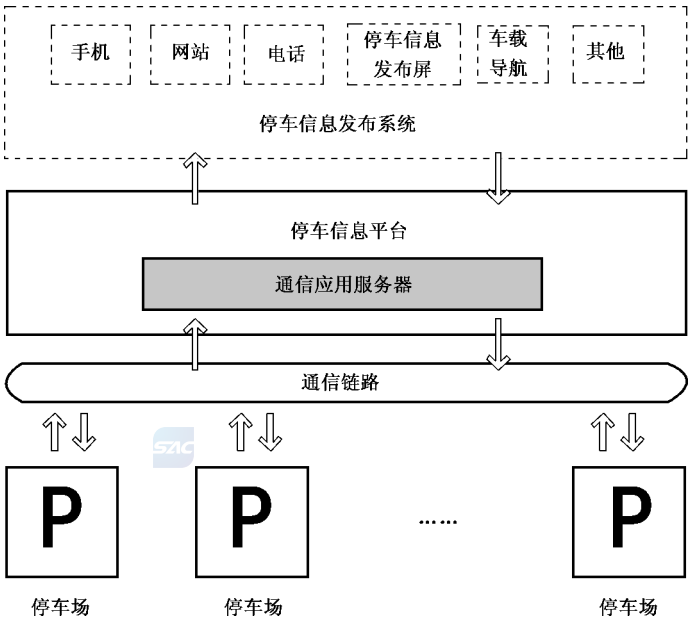 手机
网站
电话
停车信息
发布屏
车载
导航
其他
停车信息发布系统
停车信息平台
通信应用服务器
通信链路
SAC
P
P
……
P
停车场
停车场
停车场